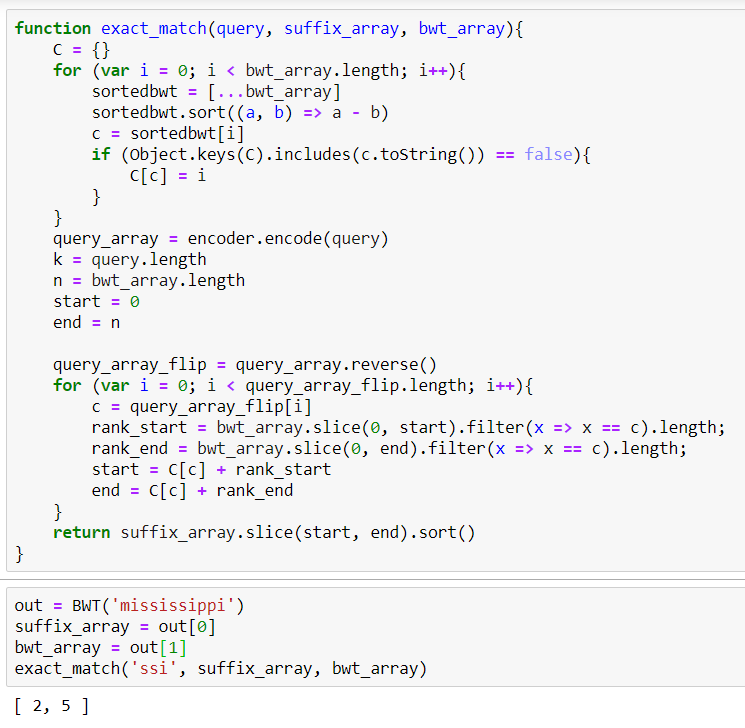 function exact_match(query, suffix_array, bwt_array){
    C = {}
    for (var i = 0; i < bwt_array.length; i++){
        sortedbwt = [...bwt_array]
        sortedbwt.sort((a, b) => a - b)
        c = sortedbwt[i]
        if (Object.keys(C).includes(c.toString()) == false){
            C[c] = i
        }
    }
    query_array = encoder.encode(query)
    k = query.length
    n = bwt_array.length
    start = 0
    end = n

    query_array_flip = query_array.reverse()
    for (var i = 0; i < query_array_flip.length; i++){
        c = query_array_flip[i]
        rank_start = bwt_array.slice(0, start).filter(x => x == c).length;
        rank_end = bwt_array.slice(0, end).filter(x => x == c).length;
        start = C[c] + rank_start
        end = C[c] + rank_end
    }
    return suffix_array.slice(start, end).sort()
}
out = BWT('mississippi')
suffix_array = out[0]
bwt_array = out[1]
exact_match('ssi', suffix_array, bwt_array)
[ 2, 5 ]